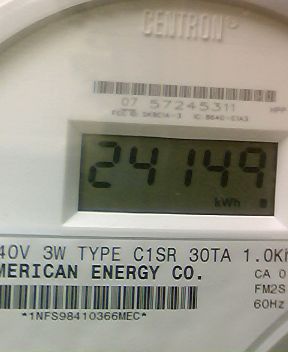 CENTRON
07 57245311
24149
kWh
40V 3W TYPE C1SR 30TA 1.0Kh
MERICAN ENERGY CO.
CA 0
FM2S
60Hz
*1NFS98410366MEC*